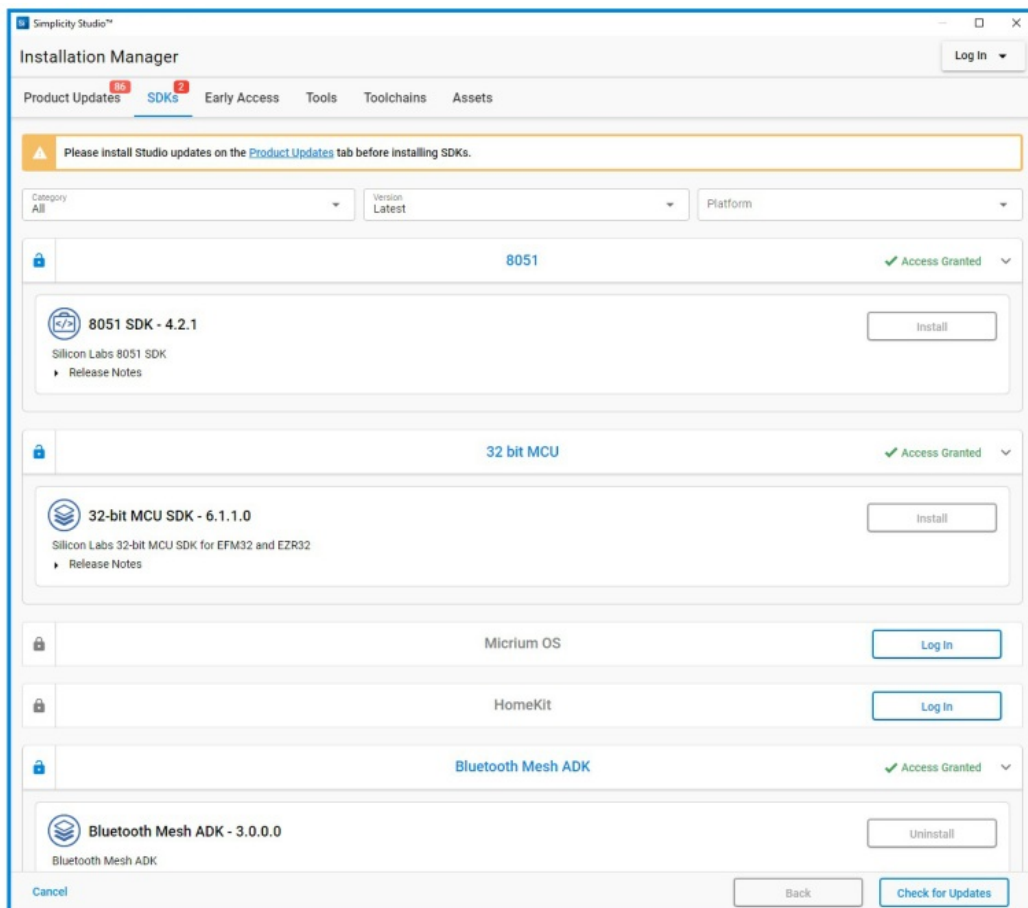 Simplicity Studio™
Installation Manager
Log In
Product Updates 86 SDKs 2 Early Access Tools Toolchains Assets
Please install Studio updates on the Product Updates tab before installing SDKs.
Category
All
Version
Latest
Platform
8051
Access Granted
8051 SDK - 4.2.1
Install
Silicon Labs 8051 SDK
Release Notes
32 bit MCU
Access Granted
32-bit MCU SDK - 6.1.1.0
Install
Silicon Labs 32-bit MCU SDK for EFM32 and EZR32
Release Notes
Micrium OS
Log In
HomeKit
Log In
Bluetooth Mesh ADK
Access Granted
Bluetooth Mesh ADK - 3.0.0.0
Uninstall
Bluetooth Mesh ADK
Cancel
Back
Check for Updates